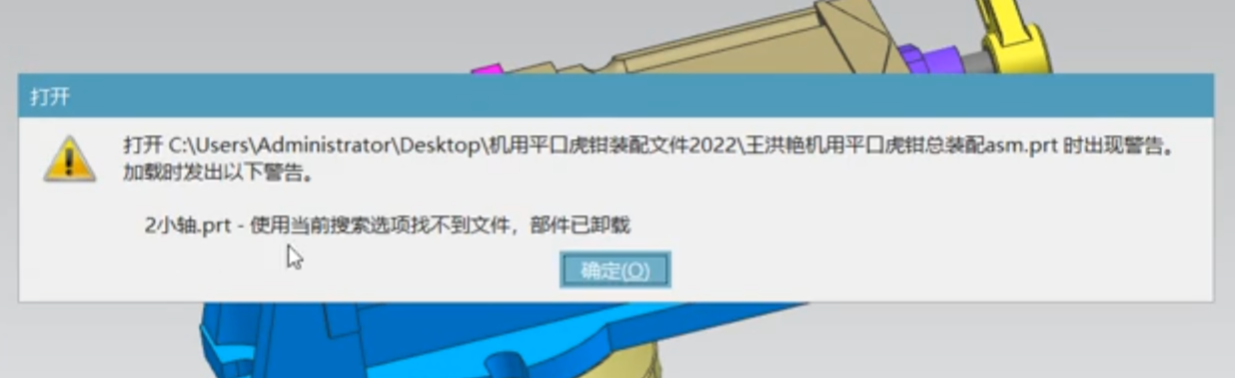 打开
打开 C:\Users\Administrator\Desktop\机用平口虎钳装配文件2022\王洪艳机用平口虎钳总装配asm.prt 时出现警告。
加载时发出以下警告。
2小轴.prt - 使用当前搜索选项找不到文件，部件已卸载
确定(O)